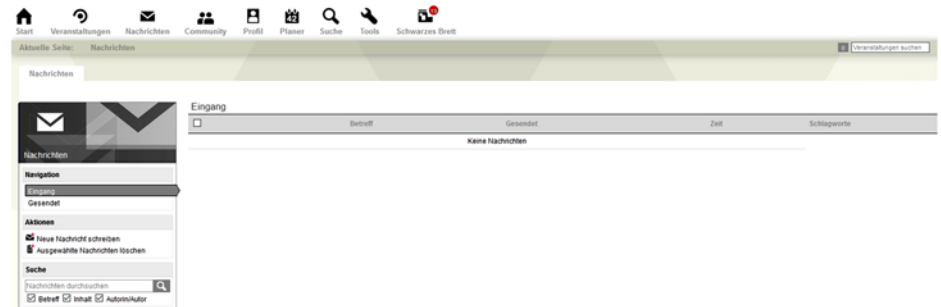 Start Veranstaltungen Nachrichten Community Profil Planer Suche Tools Schwarzes Brett
Aktuelle Seite: Nachrichten
Veranstaltungen suchen
Nachrichten
Eingang
Betreff Gesendet Zeit Schlagworte
Keine Nachrichten
Nachrichten
Navigation
Eingang
Gesendet
Aktionen
Neue Nachricht schreiben
Ausgewählte Nachrichten löschen
Suche
Nachrichten durchsuchen
Betreff Inhalt Autorin/Autor